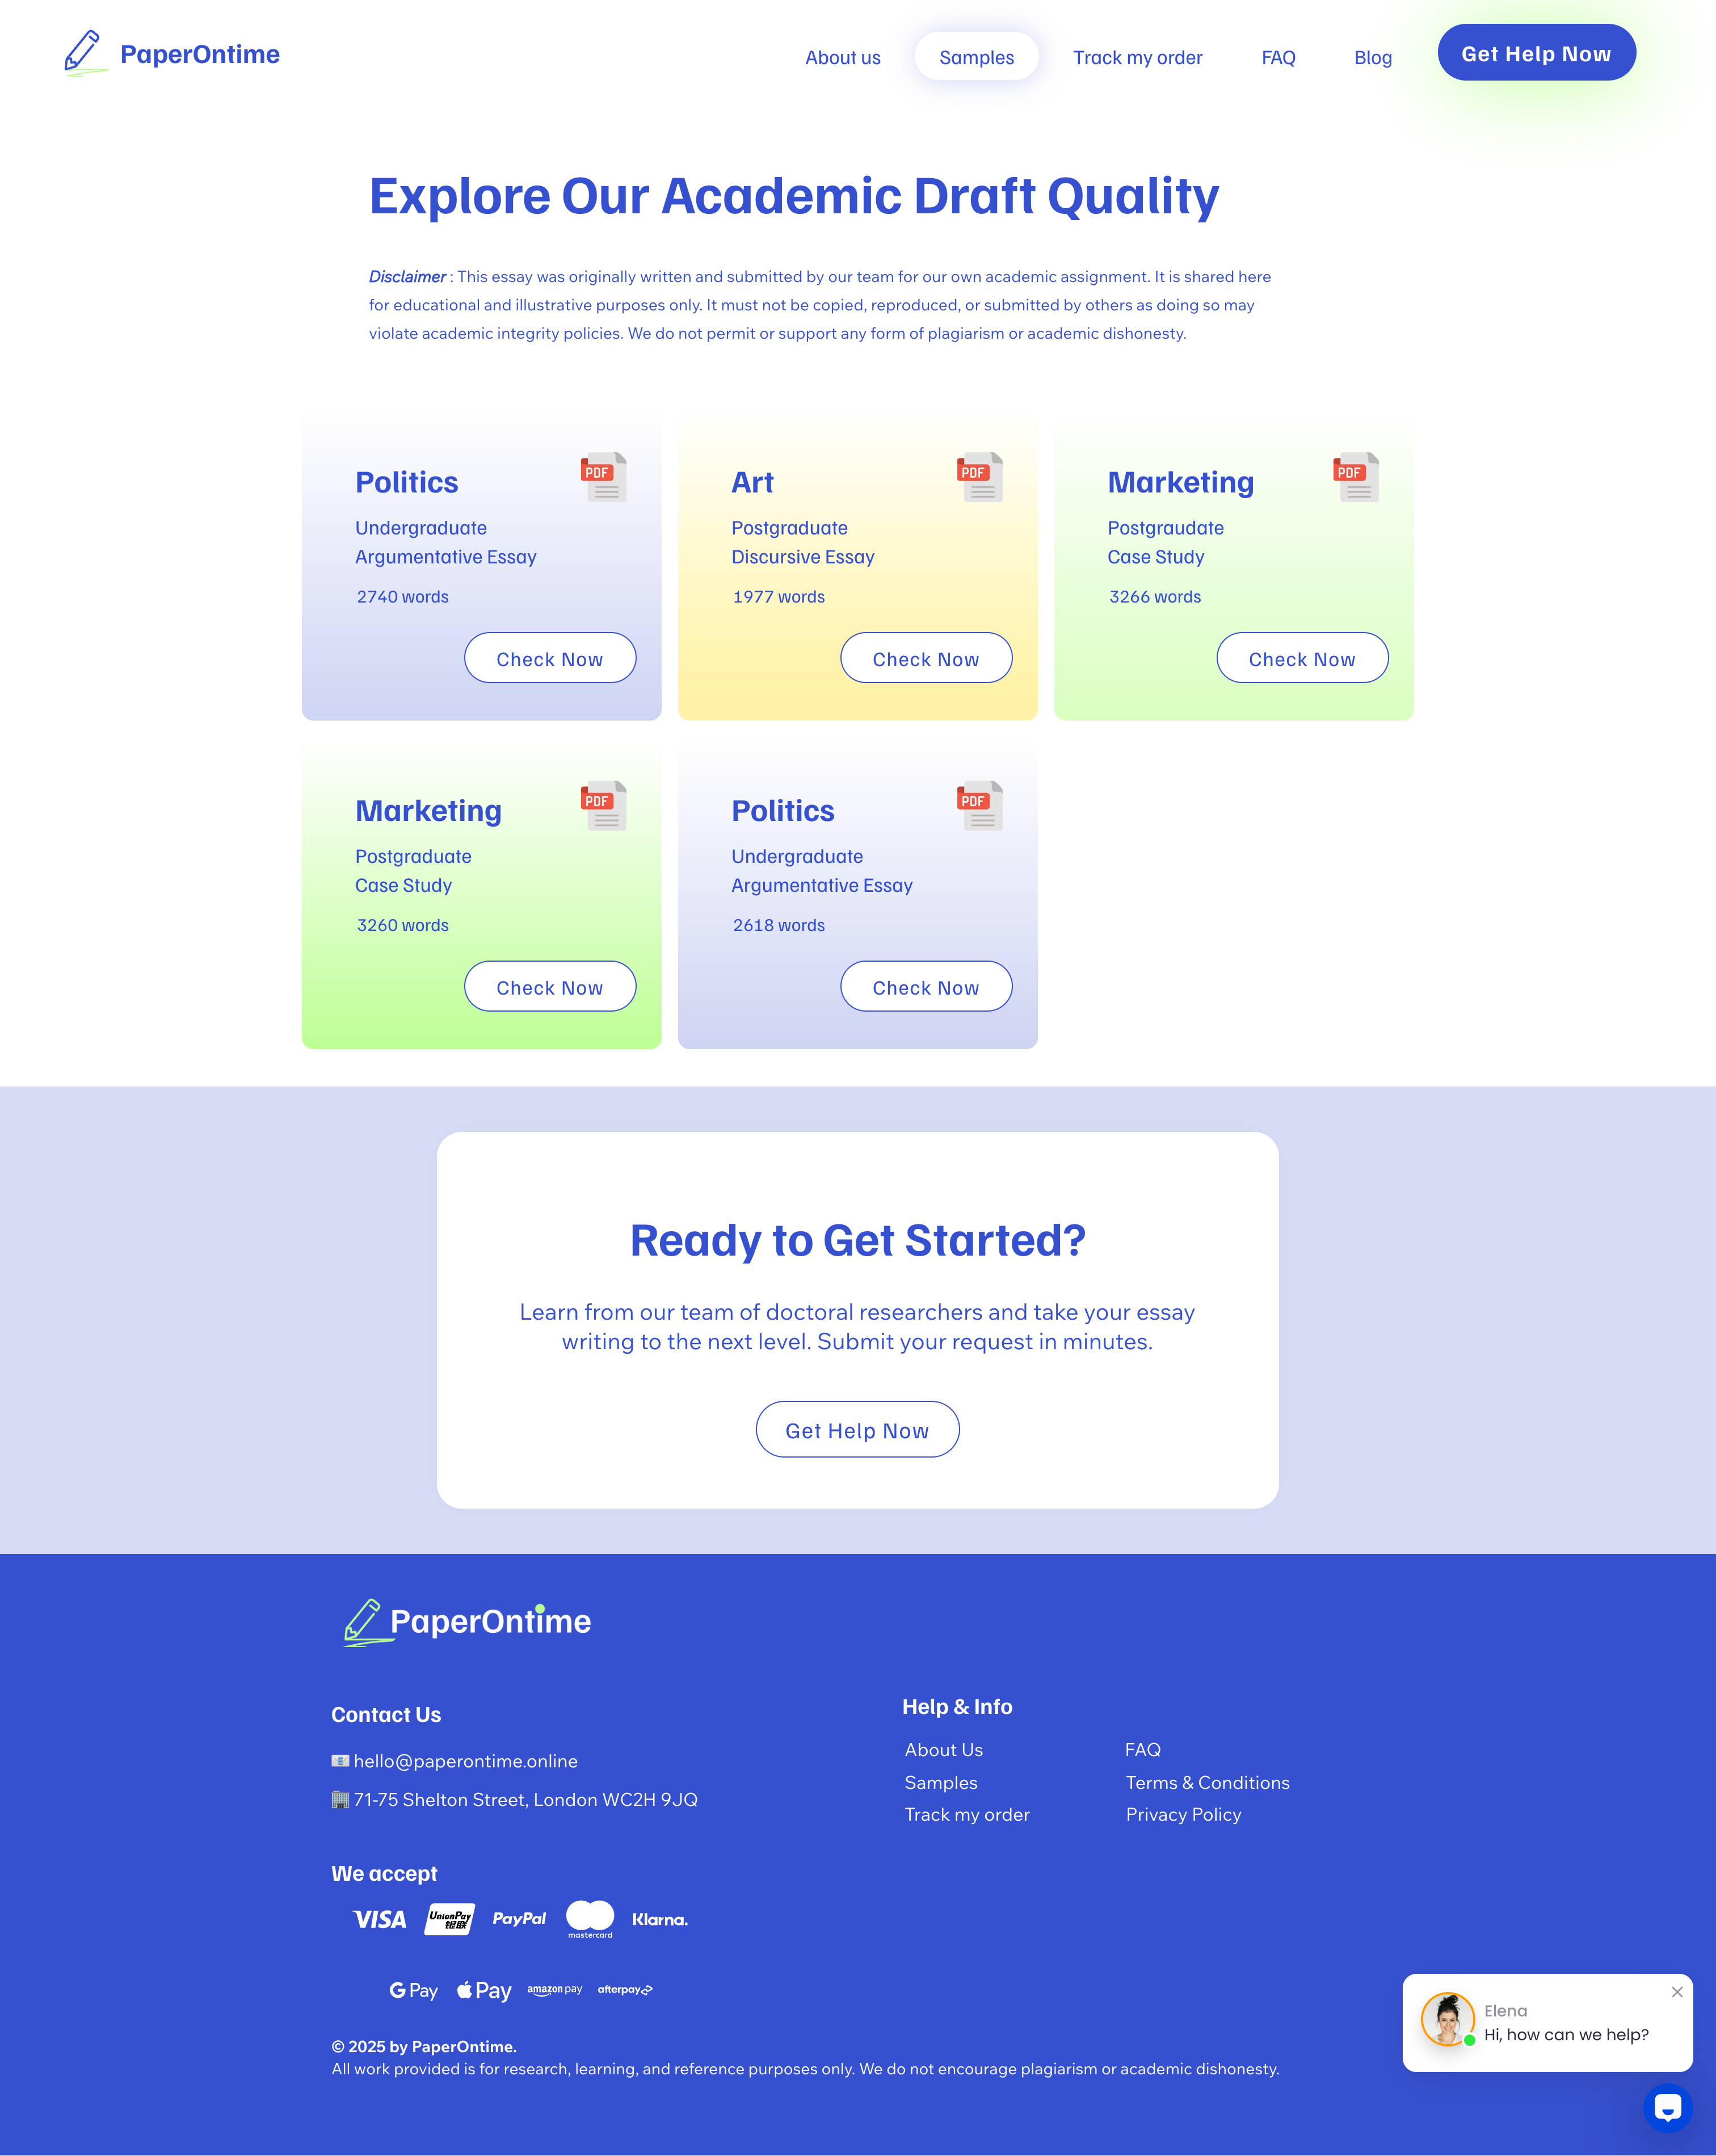 PaperOntime
About us
Samples
Track my order
FAQ
Blog
Get Help Now
Explore Our Academic Draft Quality
Disclaimer : This essay was originally written and submitted by our team for our own academic assignment. It is shared here
for educational and illustrative purposes only. It must not be copied, reproduced, or submitted by others as doing so may
violate academic integrity policies. We do not permit or support any form of plagiarism or academic dishonesty.
Politics
PDF
Undergraduate
Argumentative Essay
2740 words
Check Now
Art
PDF
Postgraduate
Discursive Essay
1977 words
Check Now
Marketing
PDF
Postgraudate
Case Study
3266 words
Check Now
Marketing
PDF
Postgraduate
Case Study
3260 words
Check Now
Politics
PDF
Undergraduate
Argumentative Essay
2618 words
Check Now
Ready to Get Started?
Learn from our team of doctoral researchers and take your essay
writing to the next level. Submit your request in minutes.
Get Help Now
PaperOntime
Contact Us
hello@paperontime.online
71-75 Shelton Street, London WC2H 9JQ
Help & Info
About Us
Samples
Track my order
FAQ
Terms & Conditions
Privacy Policy
We accept
VISA
UnionPay
银联
PayPal
mastercard
Klarna.
G Pay
Pay
amazon pay
afterpay
© 2025 by PaperOntime.
All work provided is for research, learning, and reference purposes only. We do not encourage plagiarism or academic dishonesty.
Elena
Hi, how can we help?